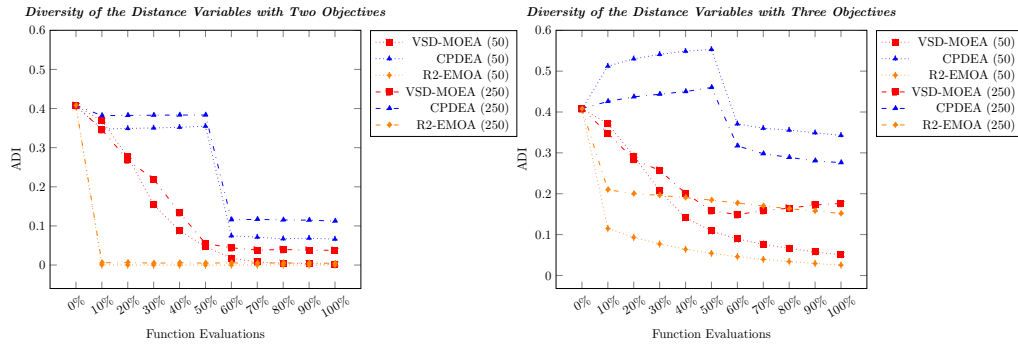 Diversity of the Distance Variables with Two Objectives
0.6
0.5
0.4
0.3
0.2
0.1
0
ADI
0% 10% 20% 30% 40% 50% 60% 70% 80% 90% 100%
Function Evaluations
VSD-MOEA (50)
CPDEA (50)
R2-EMOA (50)
VSD-MOEA (250)
CPDEA (250)
R2-EMOA (250)
Diversity of the Distance Variables with Three Objectives
0.6
0.5
0.4
0.3
0.2
0.1
0
ADI
0% 10% 20% 30% 40% 50% 60% 70% 80% 90% 100%
Function Evaluations
VSD-MOEA (50)
CPDEA (50)
R2-EMOA (50)
VSD-MOEA (250)
CPDEA (250)
R2-EMOA (250)